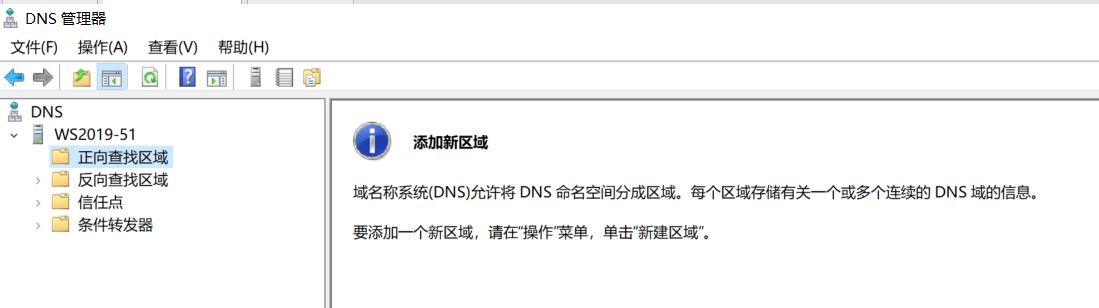 DNS 管理器
文件(F) 操作(A) 查看(V) 帮助(H)
DNS
WS2019-51
正向查找区域
反向查找区域
信任点
条件转发器
添加新区域
域名称系统(DNS)允许将 DNS 命名空间分成区域。每个区域存储有关一个或多个连续的 DNS 域的信息。
要添加一个新区域，请在“操作”菜单，单击“新建区域”。